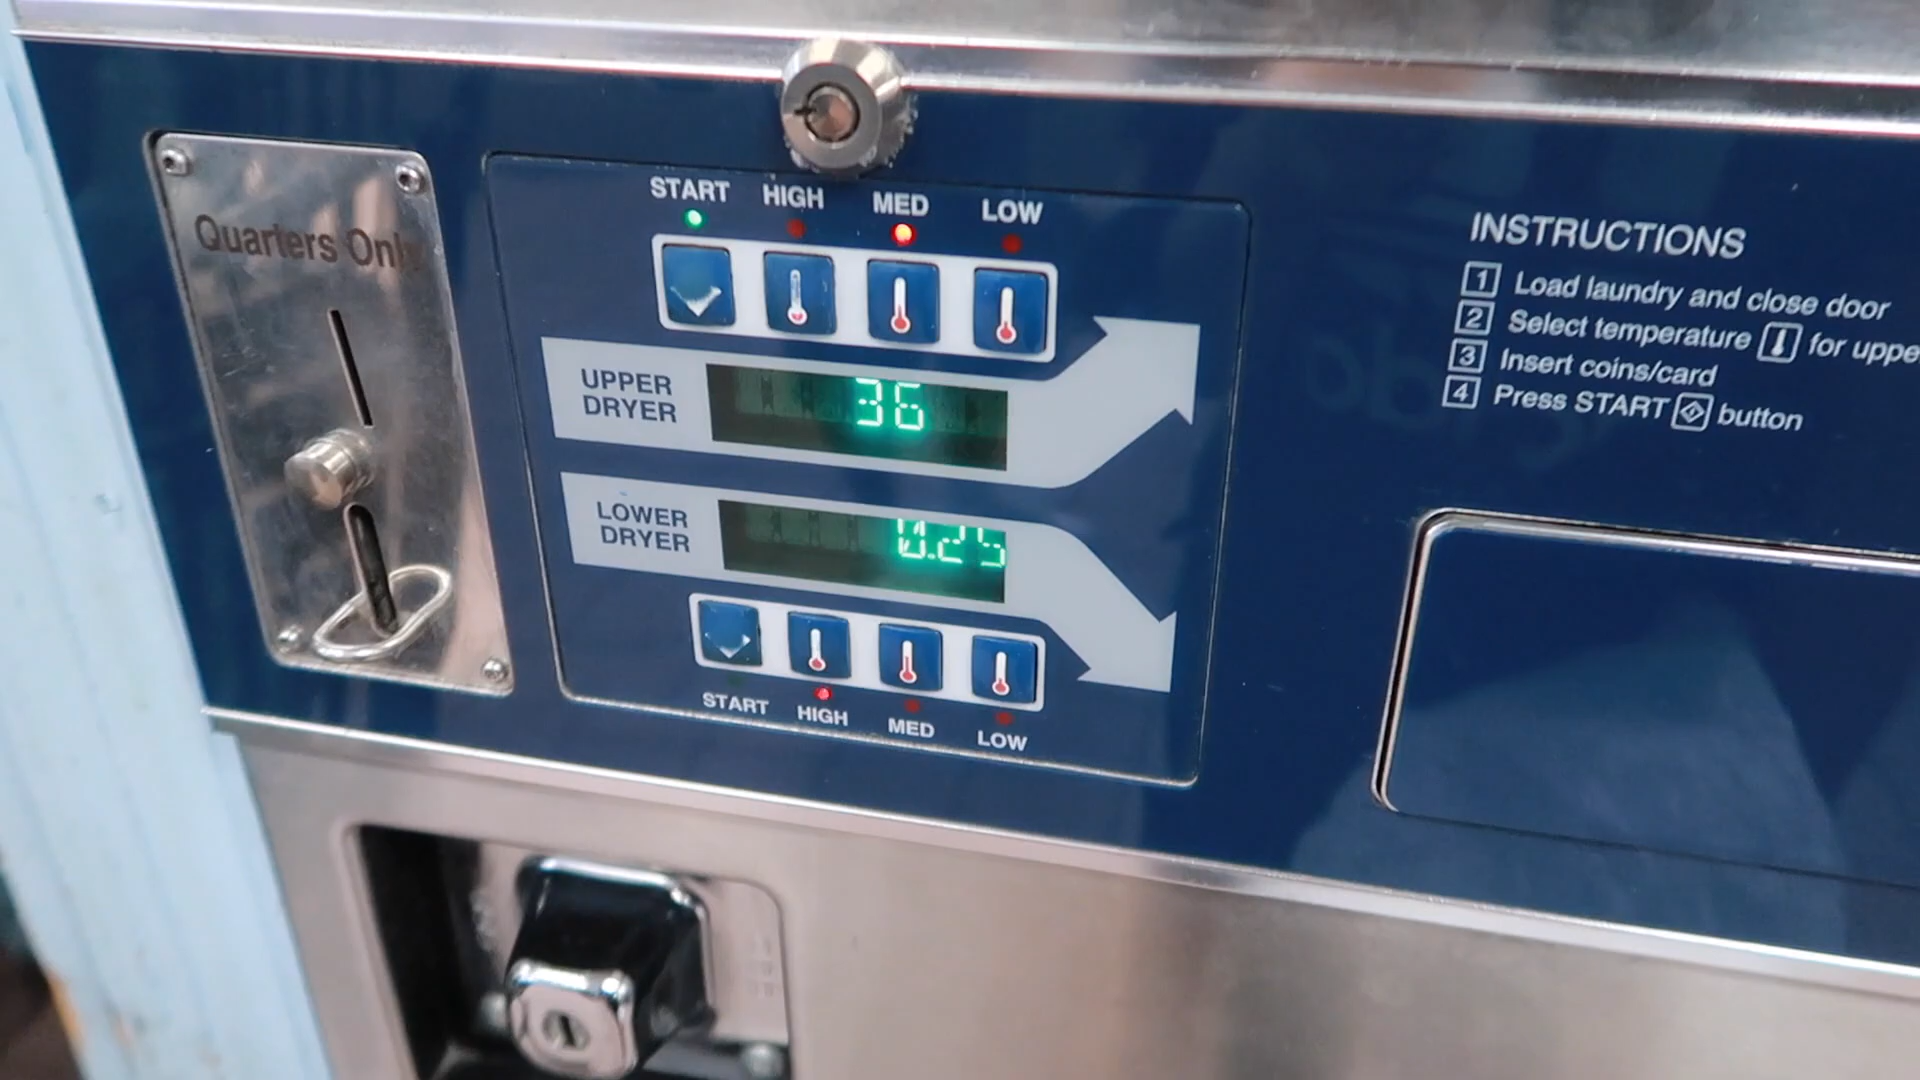 Quarters Only
START HIGH MED LOW
UPPER
DRYER
36
LOWER
DRYER
0.25
START HIGH MED LOW
INSTRUCTIONS
1 Load laundry and close door
2 Select temperature for uppe
3 Insert coins/card
4 Press START button